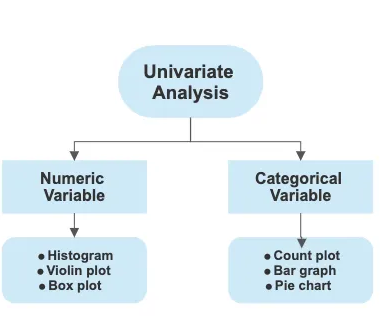 Univariate
Analysis
Numeric
Variable
Categorical
Variable
● Histogram
● Violin plot
● Box plot
● Count plot
● Bar graph
● Pie chart